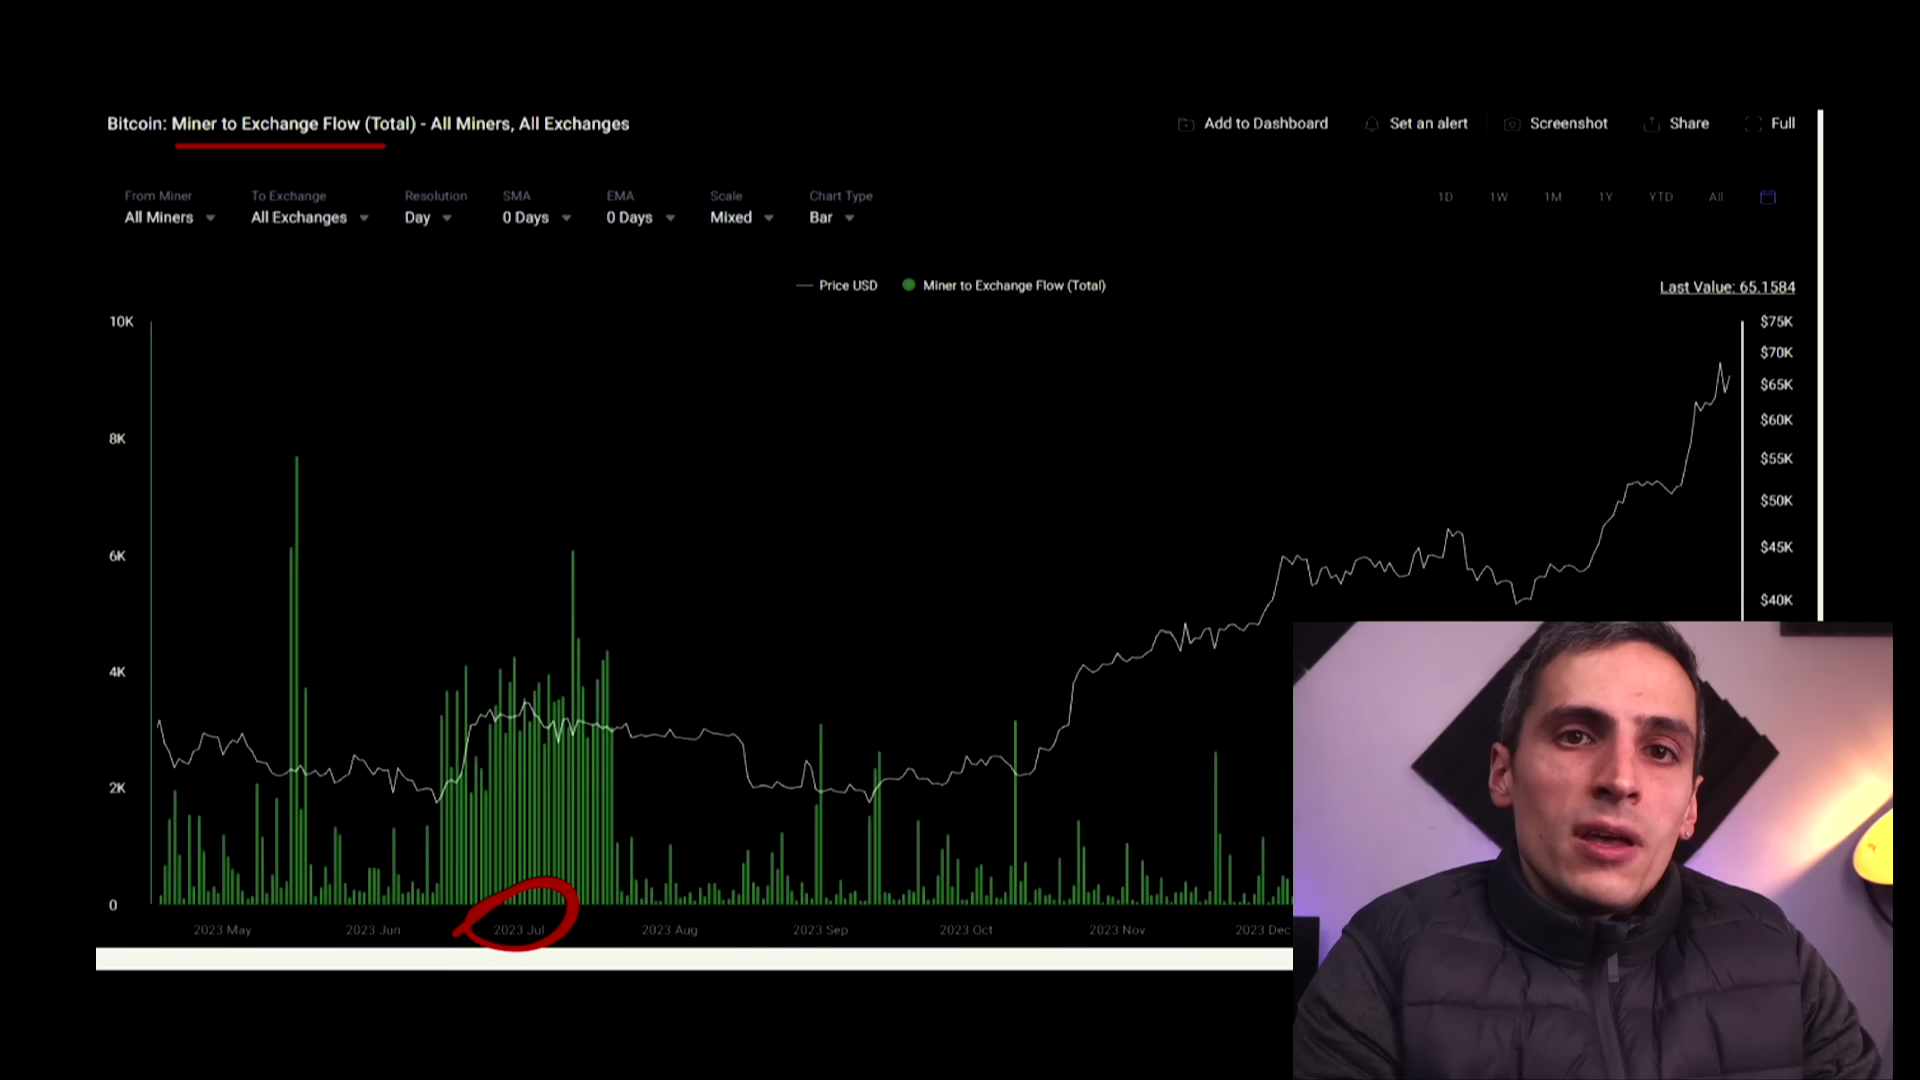 Bitcoin: Miner to Exchange Flow (Total) - All Miners, All Exchanges
Add to Dashboard Set an alert Screenshot Share Full
From Miner To Exchange Resolution SMA EMA Scale Chart Type
All Miners All Exchanges Day 0 Days 0 Days Mixed Bar
1D 1W 1M 1Y YTD All
Price USD Miner to Exchange Flow (Total)
Last Value: 65.1584
10K $75K
$70K
$65K
$60K
8K
$55K
$50K
6K $45K
$40K
4K
2K
0
2023 May 2023 Jun 2023 Jul 2023 Aug 2023 Sep 2023 Oct 2023 Nov 2023 Dec